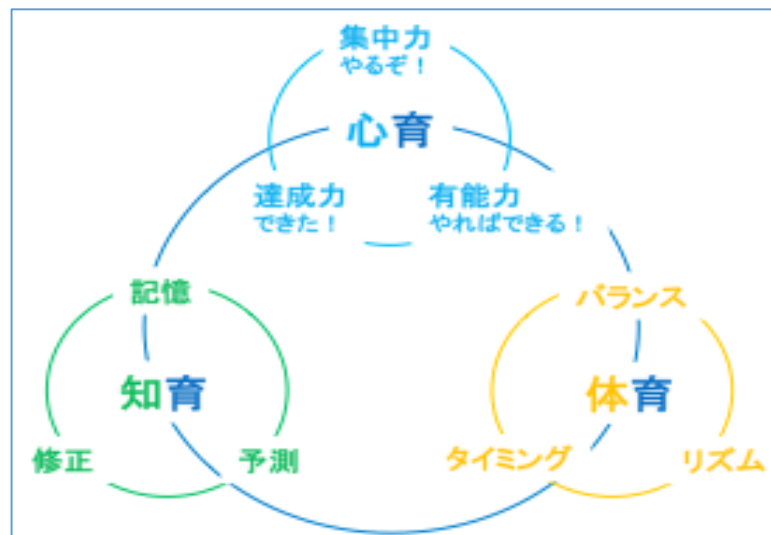 集中力
やるぞ！
心育
達成力
できた！
有能力
やればできる！
記憶
知育
修正
予測
バランス
体育
タイミング
リズム